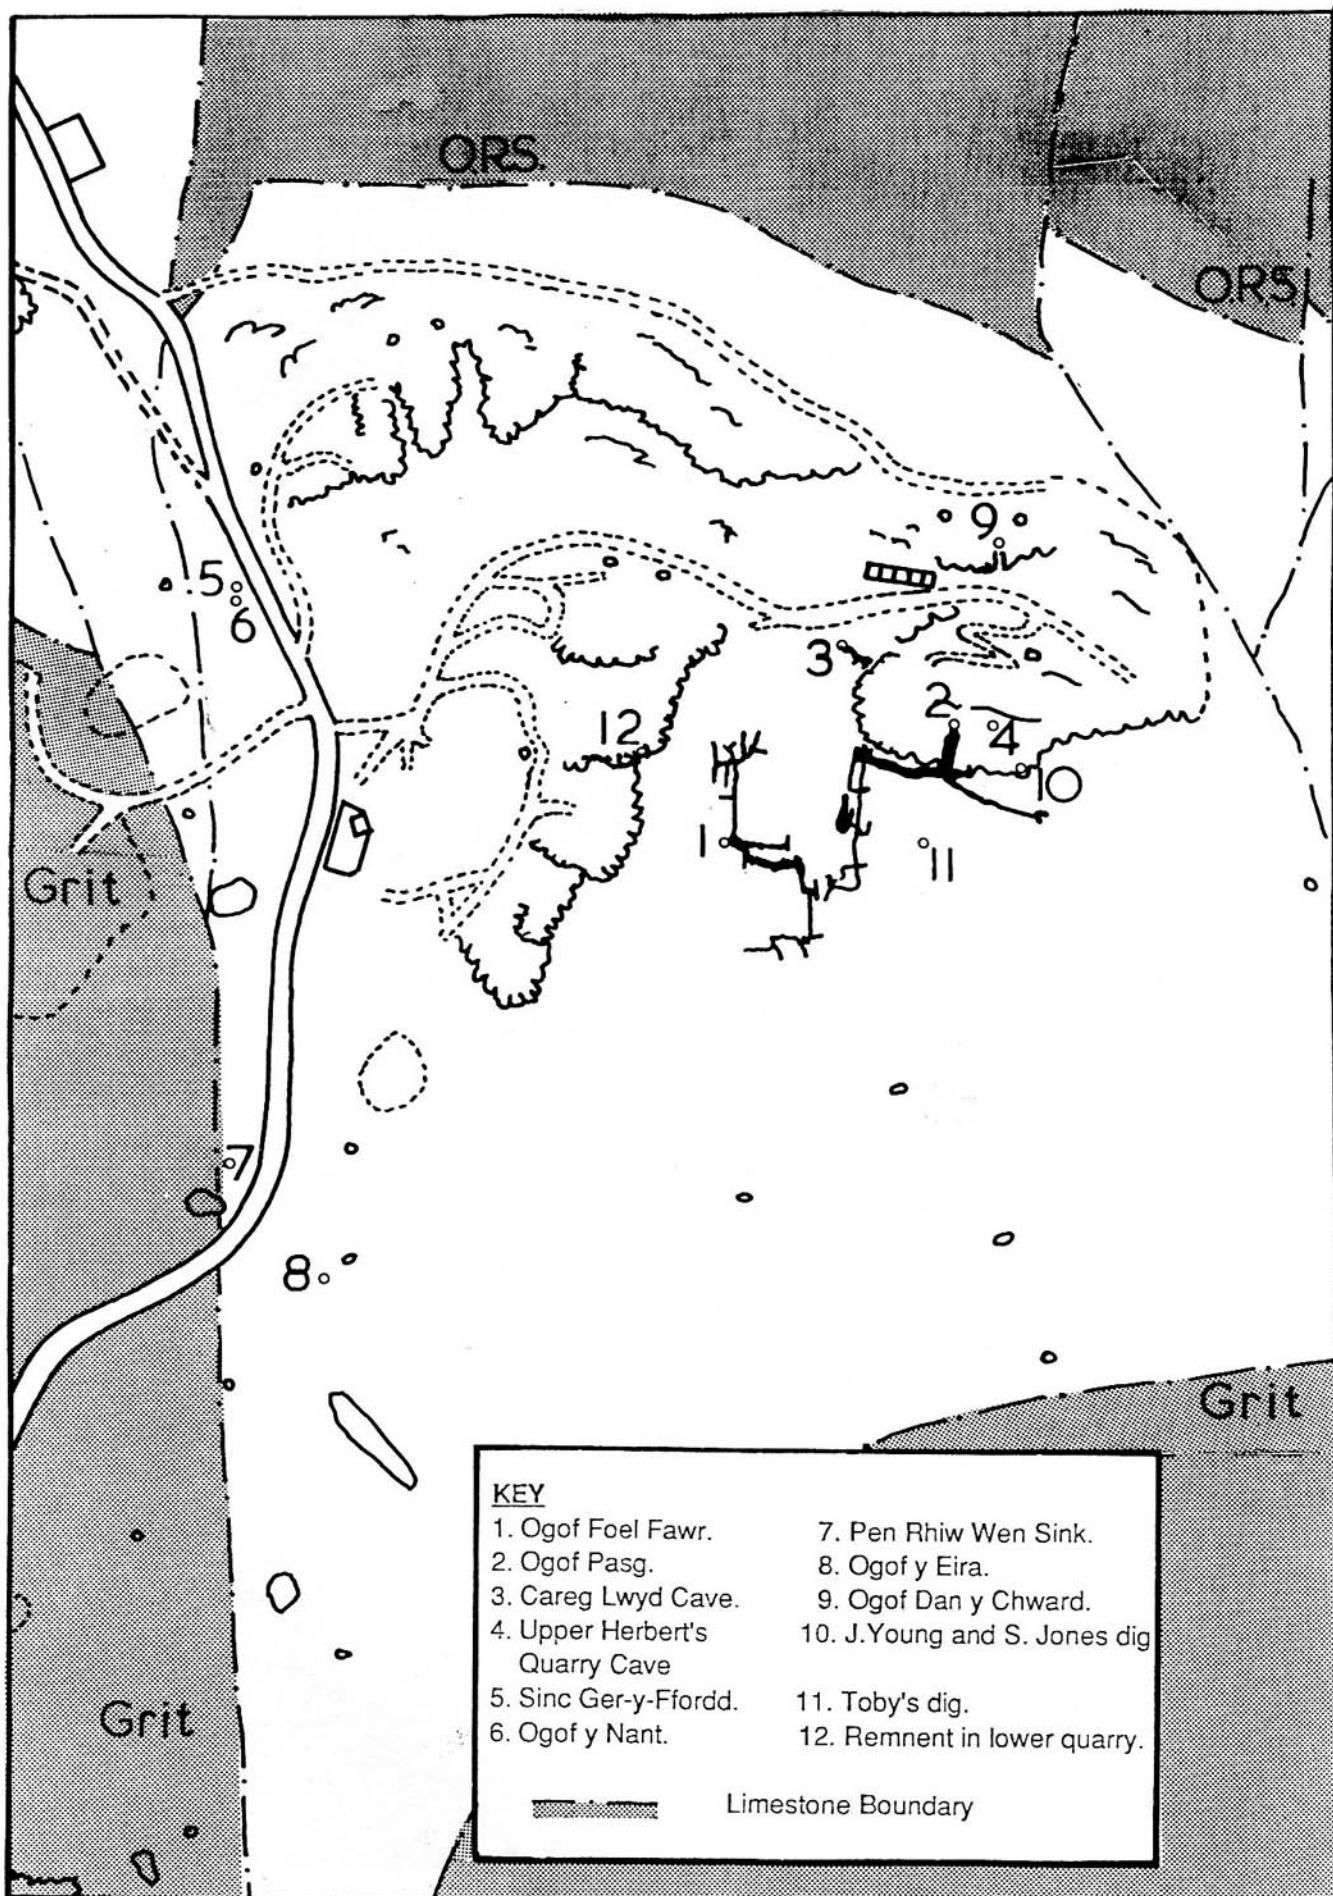 O.R.S.
O.R.S.
9
5
6
3
2
4
12
10
1
11
Grit
7
8
Grit
KEY
1. Ogof Foel Fawr.
2. Ogof Pasg.
3. Careg Lwyd Cave.
4. Upper Herbert's
Quarry Cave
5. Sinc Ger-y-Ffordd.
6. Ogof y Nant.
7. Pen Rhiw Wen Sink.
8. Ogof y Eira.
9. Ogof Dan y Chward.
10. J.Young and S. Jones dig
11. Toby's dig.
12. Remnent in lower quarry.
Limestone Boundary
Grit